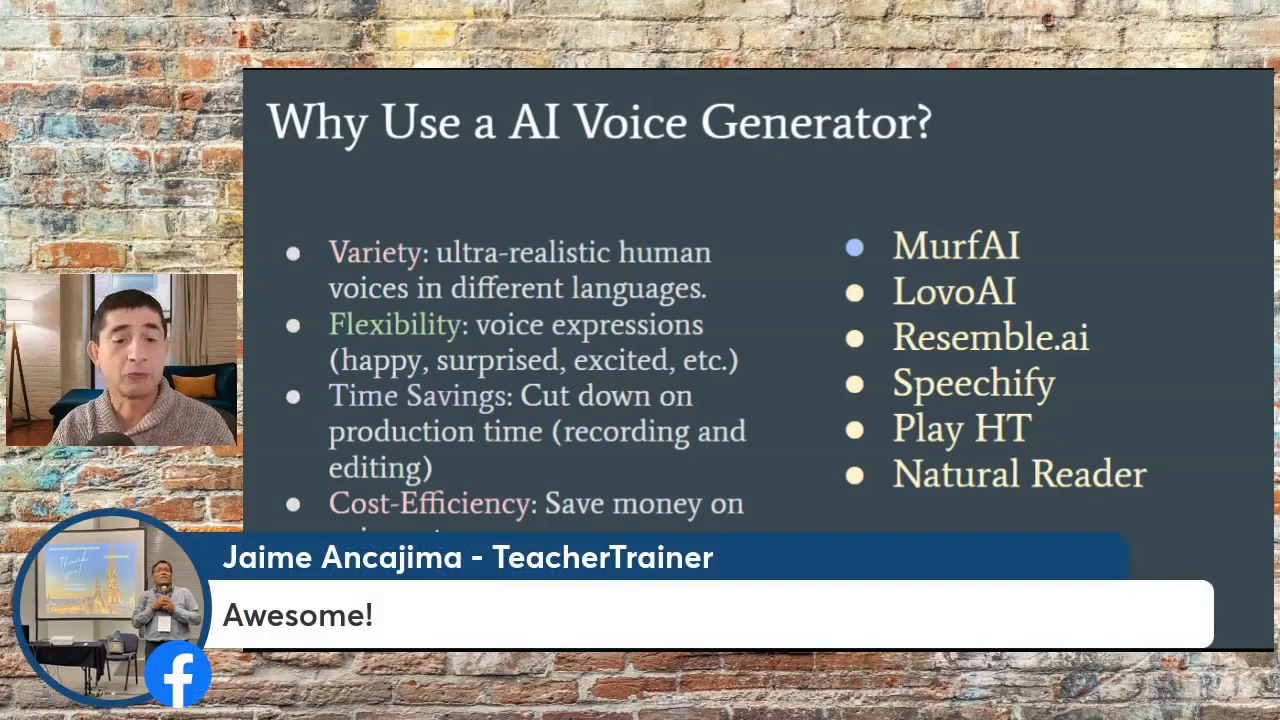 Why Use a AI Voice Generator?
● Variety: ultra-realistic human
voices in different languages.
● Flexibility: voice expressions
(happy, surprised, excited, etc.)
● Time Savings: Cut down on
production time (recording and
editing)
● Cost-Efficiency: Save money on
● MurfAI
● LovoAI
● Resemble.ai
● Speechify
● Play HT
● Natural Reader
Jaime Ancajima - TeacherTrainer
Awesome!
Thank
you!